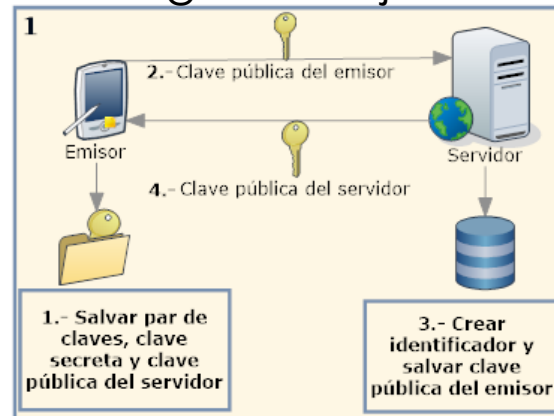 1
2.- Clave pública del emisor
Emisor
Servidor
4.- Clave pública del servidor
1.- Salvar par de
claves, clave
secreta y clave
pública del servidor
3.- Crear
identificador y
salvar clave
pública del emisor